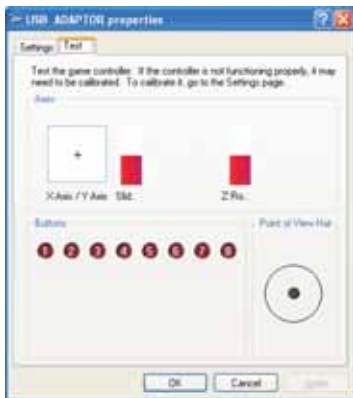 USB ADAPTOR properties
Settings Test
Test the game controller. If the controller is not functioning properly, it may
need to be calibrated. To calibrate it, go to the Settings page.
Axes
X Axis / Y Axis Slid.. Z Ro..
Buttons
Point of View Hat
1 2 3 4 5 6 7 8
OK Cancel Apply